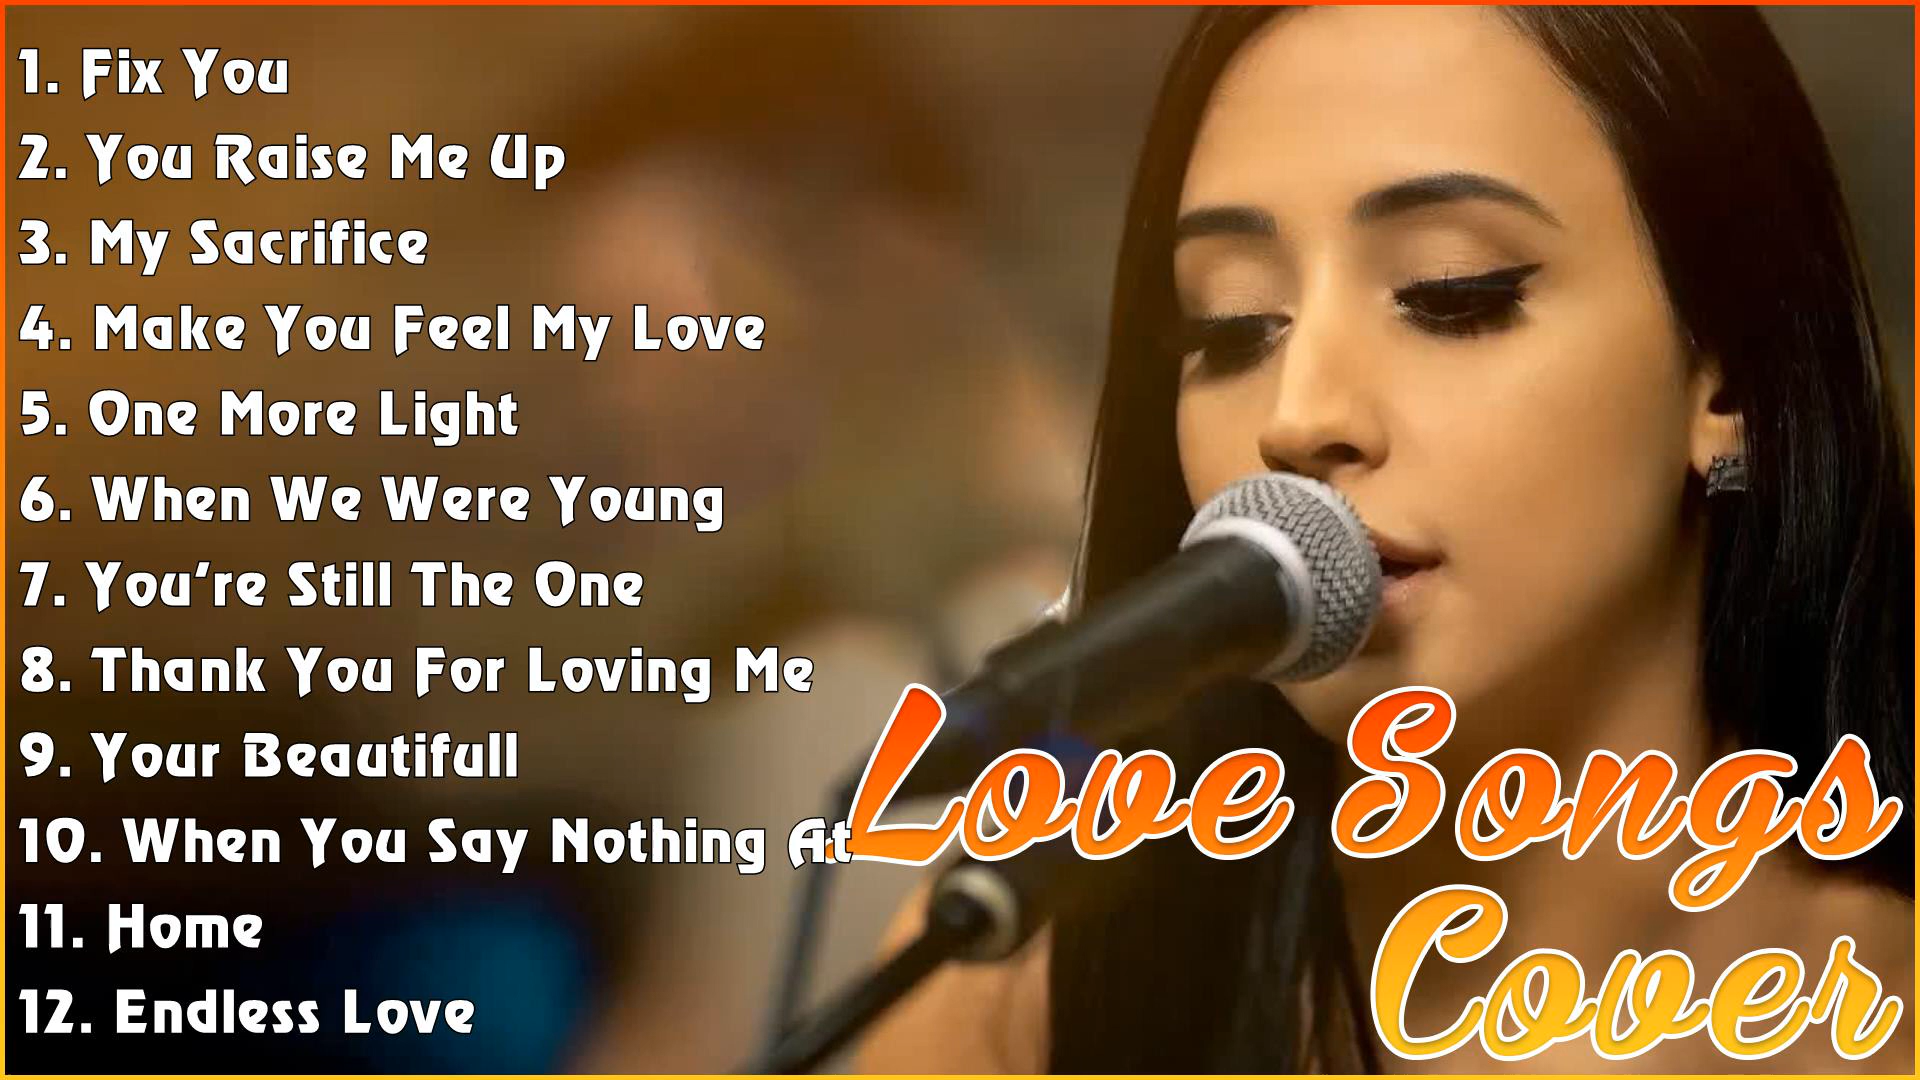 1. Fix You
2. You Raise Me Up
3. My Sacrifice
4. Make You Feel My Love
5. One More Light
6. When We Were Young
7. You're Still The One
8. Thank You For Loving Me
9. Your Beautifull
10. When You Say Nothing At
11. Home
12. Endless Love
Love Songs
Cover